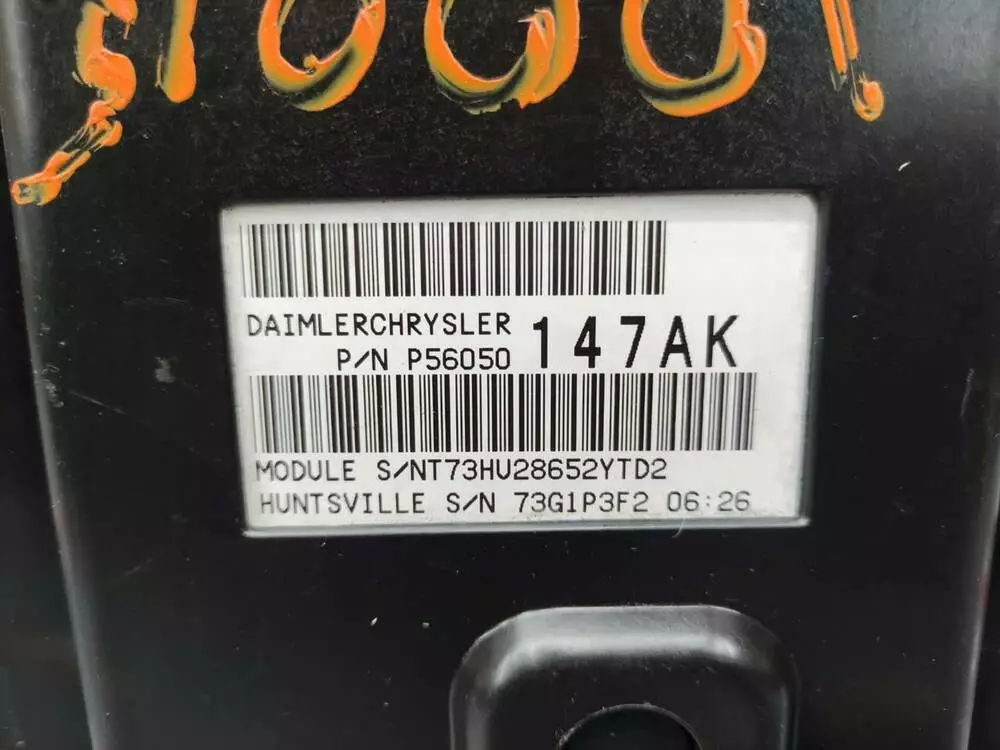 DAIMLERCHRYSLER
P/N P56050 147AK
MODULE S/NT73HU28652YTD2
HUNTSVILLE S/N 73G1P3F2 06:26